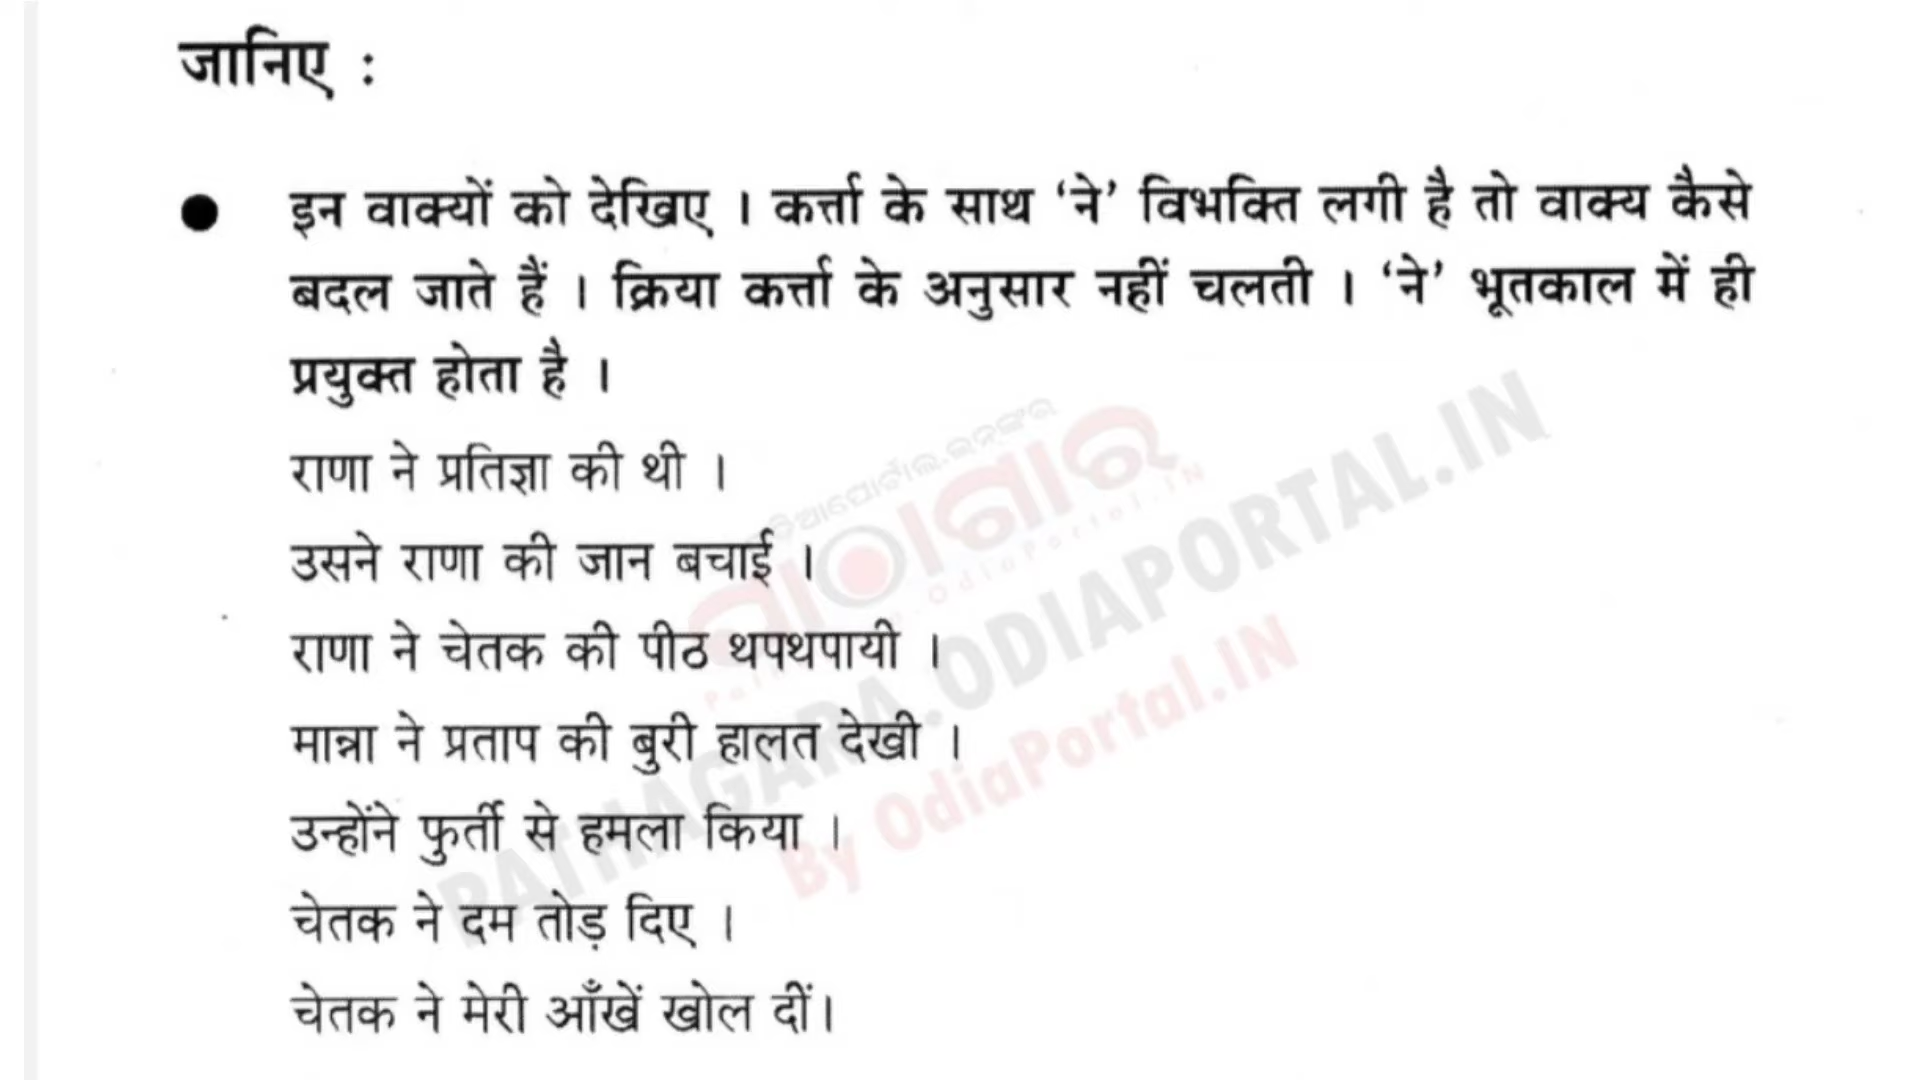 जानिए :
● इन वाक्यों को देखिए । कर्त्ता के साथ ‘ने’ विभक्ति लगी है तो वाक्य कैसे
बदल जाते हैं । क्रिया कर्त्ता के अनुसार नहीं चलती । ‘ने’ भूतकाल में ही
प्रयुक्त होता है ।
राणा ने प्रतिज्ञा की थी ।
उसने राणा की जान बचाई ।
राणा ने चेतक की पीठ थपथपायी ।
मान्ना ने प्रताप की बुरी हालत देखी ।
उन्होंने फुर्ती से हमला किया ।
चेतक ने दम तोड़ दिए ।
चेतक ने मेरी आँखें खोल दीं।
ପାଠାଗାର
PATHAGARA.ODIAPORTAL.IN
By OdiaPortal.IN